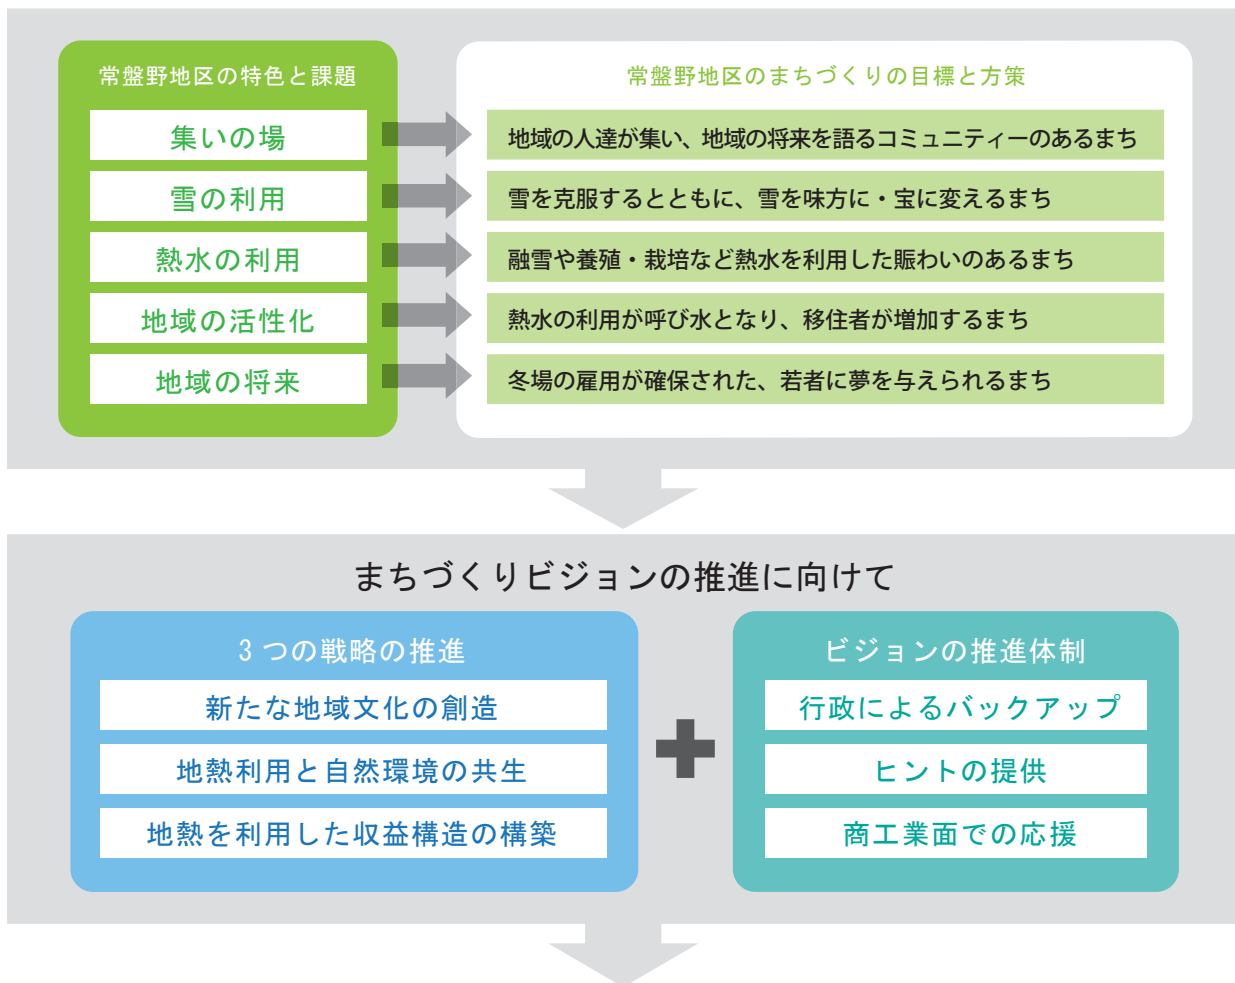 常盤野地区の特色と課題
常盤野地区のまちづくりの目標と方策
集いの場
地域の人達が集い、地域の将来を語るコミュニティーのあるまち
雪の利用
雪を克服するとともに、雪を味方に・宝に変えるまち
熱水の利用
融雪や養殖・栽培など熱水を利用した賑わいのあるまち
地域の活性化
熱水の利用が呼び水となり、移住者が増加するまち
地域の将来
冬場の雇用が確保された、若者に夢を与えられるまち
まちづくりビジョンの推進に向けて
3 つの戦略の推進
新たな地域文化の創造
地熱利用と自然環境の共生
地熱を利用した収益構造の構築
ビジョンの推進体制
行政によるバックアップ
ヒントの提供
商工業面での応援